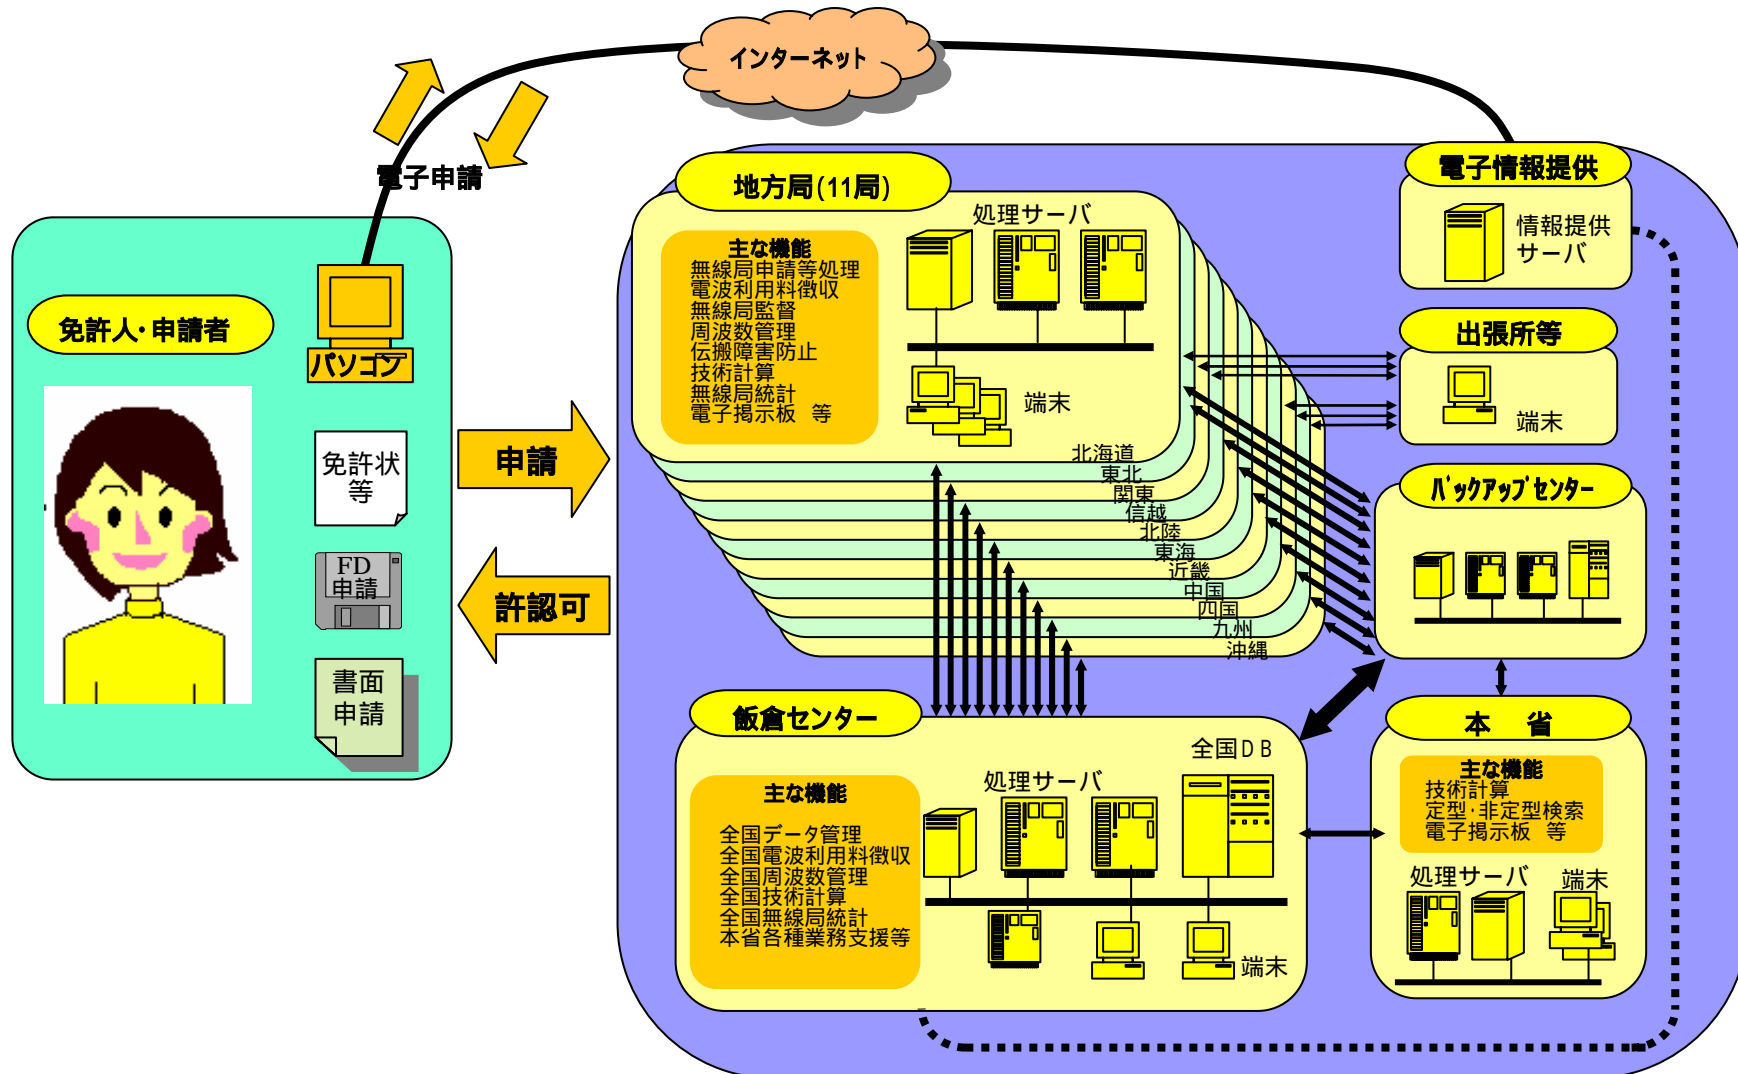 インターネット
電子申請
免許人・申請者
パソコン
免許状
等
FD
申請
書面
申請
申請
許認可
地方局(11局)
処理サーバ
主な機能
無線局申請等処理
電波利用料徴収
無線局監督
周波数管理
伝搬障害防止
技術計算
無線局統計
電子掲示板 等
端末
北海道
東北
関東
信越
北陸
東海
近畿
中国
四国
九州
沖縄
電子情報提供
情報提供
サーバ
出張所等
端末
バックアップセンター
飯倉センター
全国DB
処理サーバ
主な機能
全国データ管理
全国電波利用料徴収
全国周波数管理
全国技術計算
全国無線局統計
本省各種業務支援等
端末
本 省
主な機能
技術計算
定型・非定型検索
電子掲示板 等
処理サーバ
端末